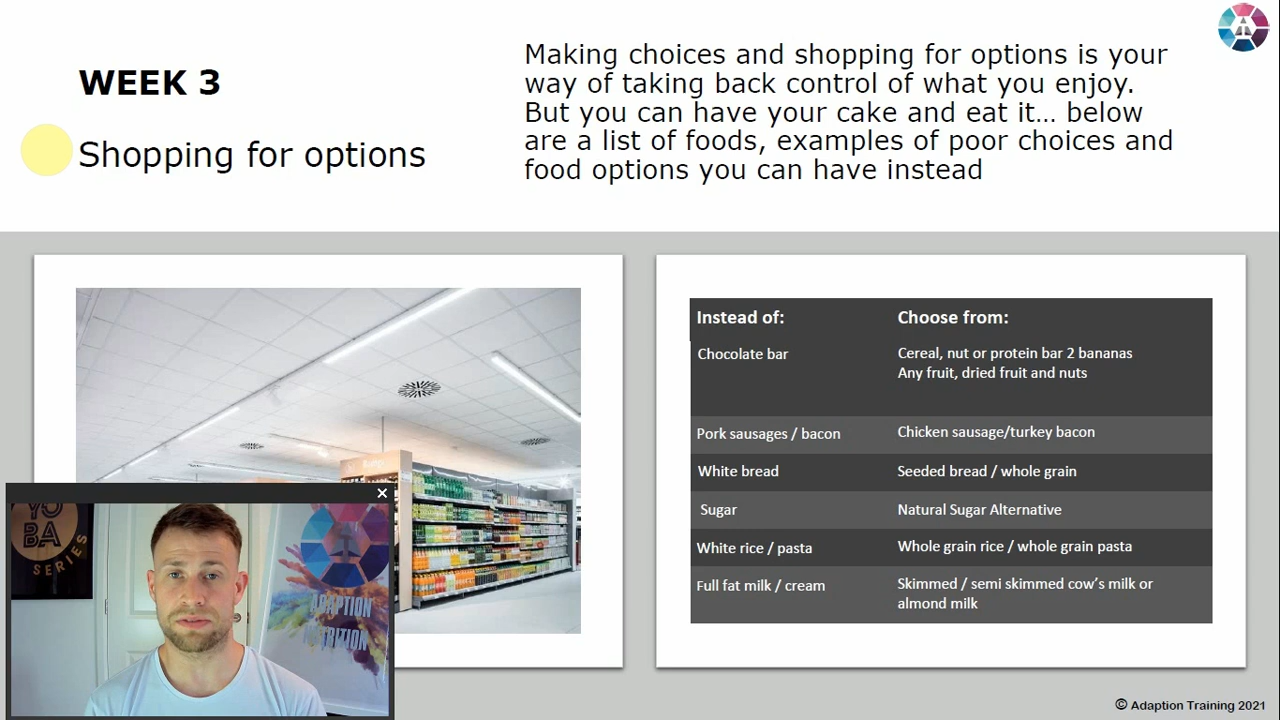 WEEK 3
Shopping for options
Making choices and shopping for options is your
way of taking back control of what you enjoy.
But you can have your cake and eat it... below
are a list of foods, examples of poor choices and
food options you can have instead
Instead of: Choose from:
Chocolate bar Cereal, nut or protein bar 2 bananas
Any fruit, dried fruit and nuts
Pork sausages / bacon Chicken sausage/turkey bacon
White bread Seeded bread / whole grain
Sugar Natural Sugar Alternative
White rice / pasta Whole grain rice / whole grain pasta
Full fat milk / cream Skimmed / semi skimmed cow's milk or
almond milk
YO
BA
SERIES
ADAPTION
NUTRITION
© Adaption Training 2021